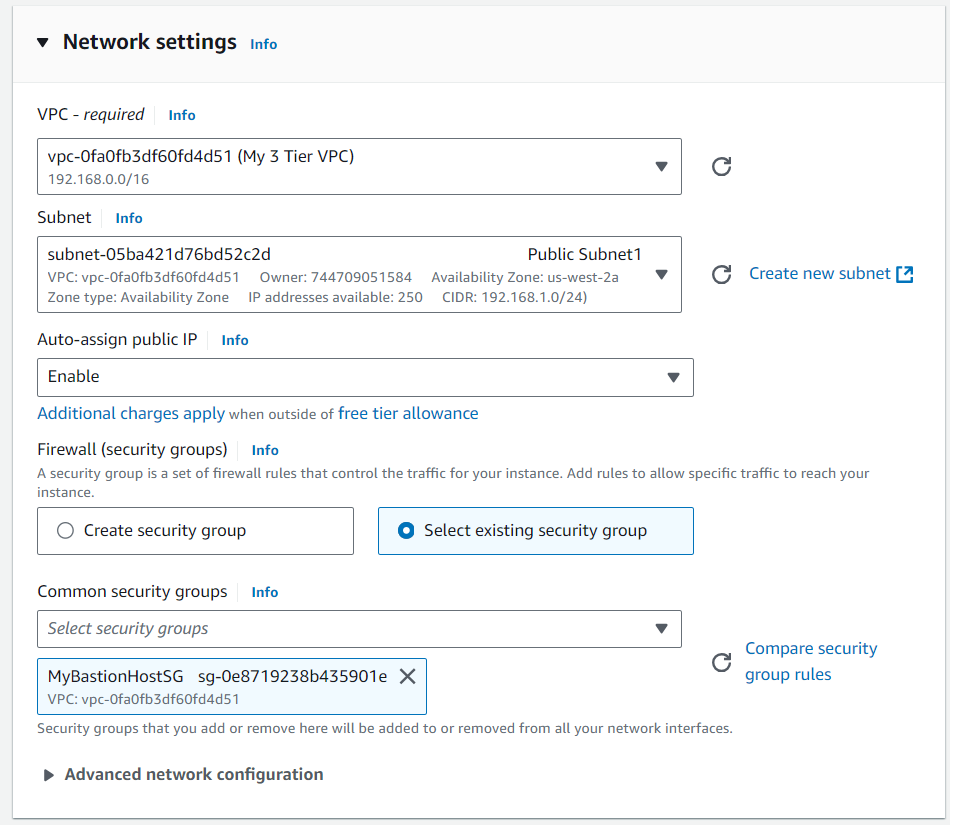 Network settings Info
VPC - required Info
vpc-0fa0fb3df60fd4d51 (My 3 Tier VPC)
192.168.0.0/16
Subnet Info
subnet-05ba421d76bd52c2d Public Subnet1
VPC: vpc-0fa0fb3df60fd4d51 Owner: 744709051584 Availability Zone: us-west-2a
Zone type: Availability Zone IP addresses available: 250 CIDR: 192.168.1.0/24)
Create new subnet
Auto-assign public IP Info
Enable
Additional charges apply when outside of free tier allowance
Firewall (security groups) Info
A security group is a set of firewall rules that control the traffic for your instance. Add rules to allow specific traffic to reach your
instance.
Create security group Select existing security group
Common security groups Info
Select security groups
MyBastionHostSG sg-0e8719238b435901e
VPC: vpc-0fa0fb3df60fd4d51
Compare security
group rules
Security groups that you add or remove here will be added to or removed from all your network interfaces.
Advanced network configuration